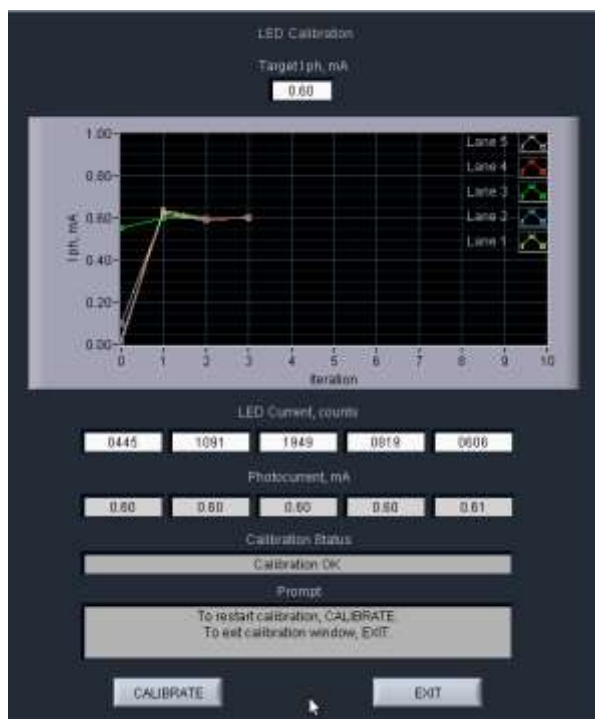 LED Calibration
Target Iph, mA
0.60
1.00
0.80
0.60
0.40
0.20
0.00
Iph, mA
0 1 2 3 4 5 6 7 8 9 10
Iteration
Lane 5
Lane 4
Lane 3
Lane 2
Lane 1
LED Current, counts
0445 1091 1949 0819 0606
Photocurrent, mA
0.60 0.60 0.60 0.60 0.61
Calibration Status
Calibration OK
Prompt
To restart calibration, CALIBRATE.
To exit calibration window, EXIT.
CALIBRATE EXIT